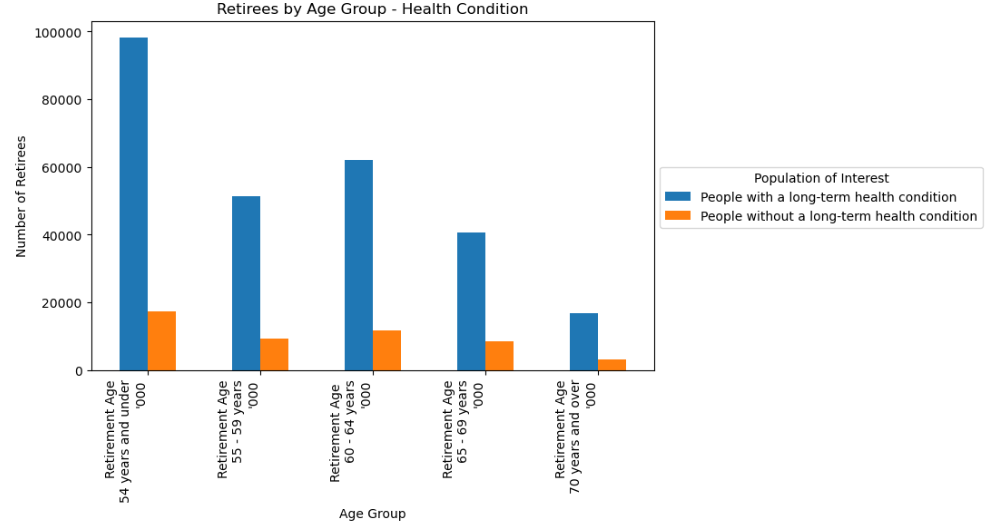 Retirees by Age Group - Health Condition
Number of Retirees
100000
80000
60000
40000
20000
0
Retirement Age
54 years and under
'000
Retirement Age
55 - 59 years
'000
Retirement Age
60 - 64 years
'000
Retirement Age
65 - 69 years
'000
Retirement Age
70 years and over
'000
Age Group
Population of Interest
People with a long-term health condition
People without a long-term health condition